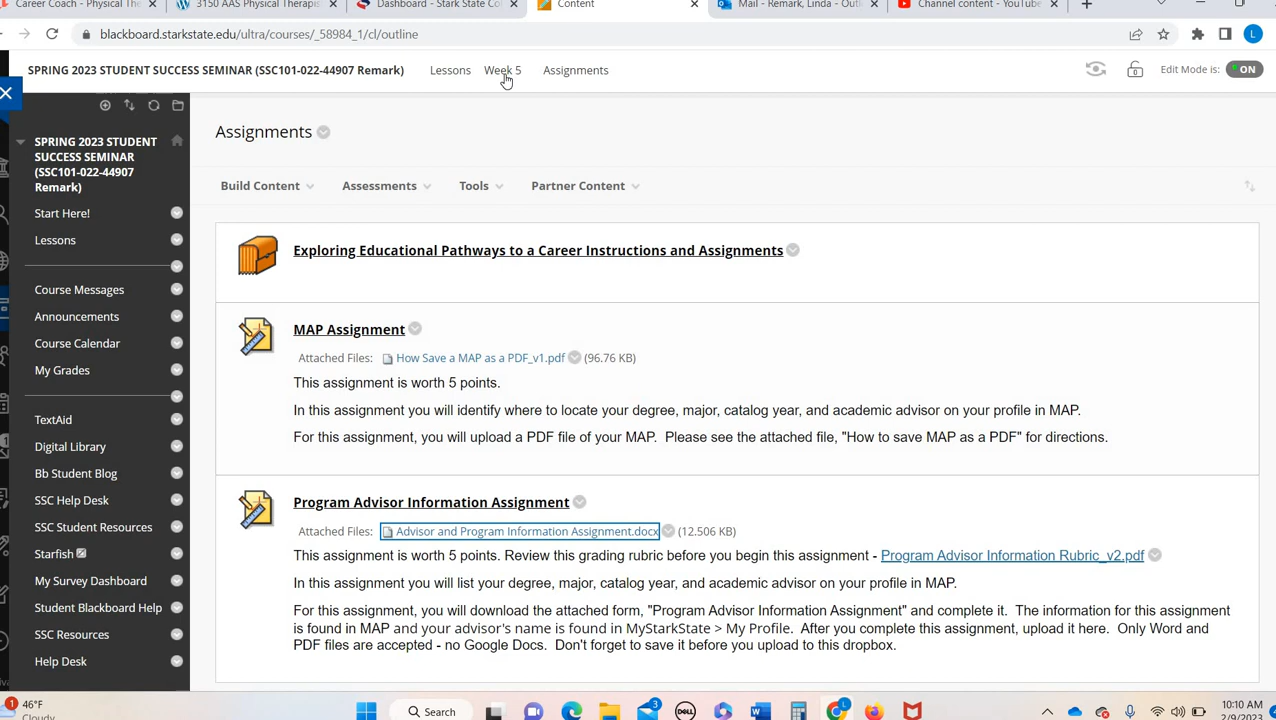 Career Coach - Physical The
3150 AAS Physical Therapis
Dashboard - Stark State Col
Content
Mail - Remark, Linda - Outl
Channel content - YouTube
blackboard.starkstate.edu/ultra/courses/_58984_1/cl/outline
L
SPRING 2023 STUDENT SUCCESS SEMINAR (SSC101-022-44907 Remark)
Lessons
Week 5
Assignments
Edit Mode is:
ON
SPRING 2023 STUDENT
SUCCESS SEMINAR
(SSC101-022-44907
Remark)
Start Here!
Lessons
Course Messages
Announcements
Course Calendar
My Grades
TextAid
Digital Library
Bb Student Blog
SSC Help Desk
SSC Student Resources
Starfish
My Survey Dashboard
Student Blackboard Help
SSC Resources
Help Desk
Assignments
Build Content
Assessments
Tools
Partner Content
Exploring Educational Pathways to a Career Instructions and Assignments
MAP Assignment
Attached Files: How Save a MAP as a PDF_v1.pdf (96.76 KB)
This assignment is worth 5 points.
In this assignment you will identify where to locate your degree, major, catalog year, and academic advisor on your profile in MAP.
For this assignment, you will upload a PDF file of your MAP. Please see the attached file, "How to save MAP as a PDF" for directions.
Program Advisor Information Assignment
Attached Files: Advisor and Program Information Assignment.docx (12.506 KB)
This assignment is worth 5 points. Review this grading rubric before you begin this assignment - Program Advisor Information Rubric_v2.pdf
In this assignment you will list your degree, major, catalog year, and academic advisor on your profile in MAP.
For this assignment, you will download the attached form, "Program Advisor Information Assignment" and complete it. The information for this assignment
is found in MAP and your advisor's name is found in MyStarkState > My Profile. After you complete this assignment, upload it here. Only Word and
PDF files are accepted - no Google Docs. Don't forget to save it before you upload to this dropbox.
1
46°F
Cloudy
Search
3
DELL
L
10:10 AM
2/9/2023